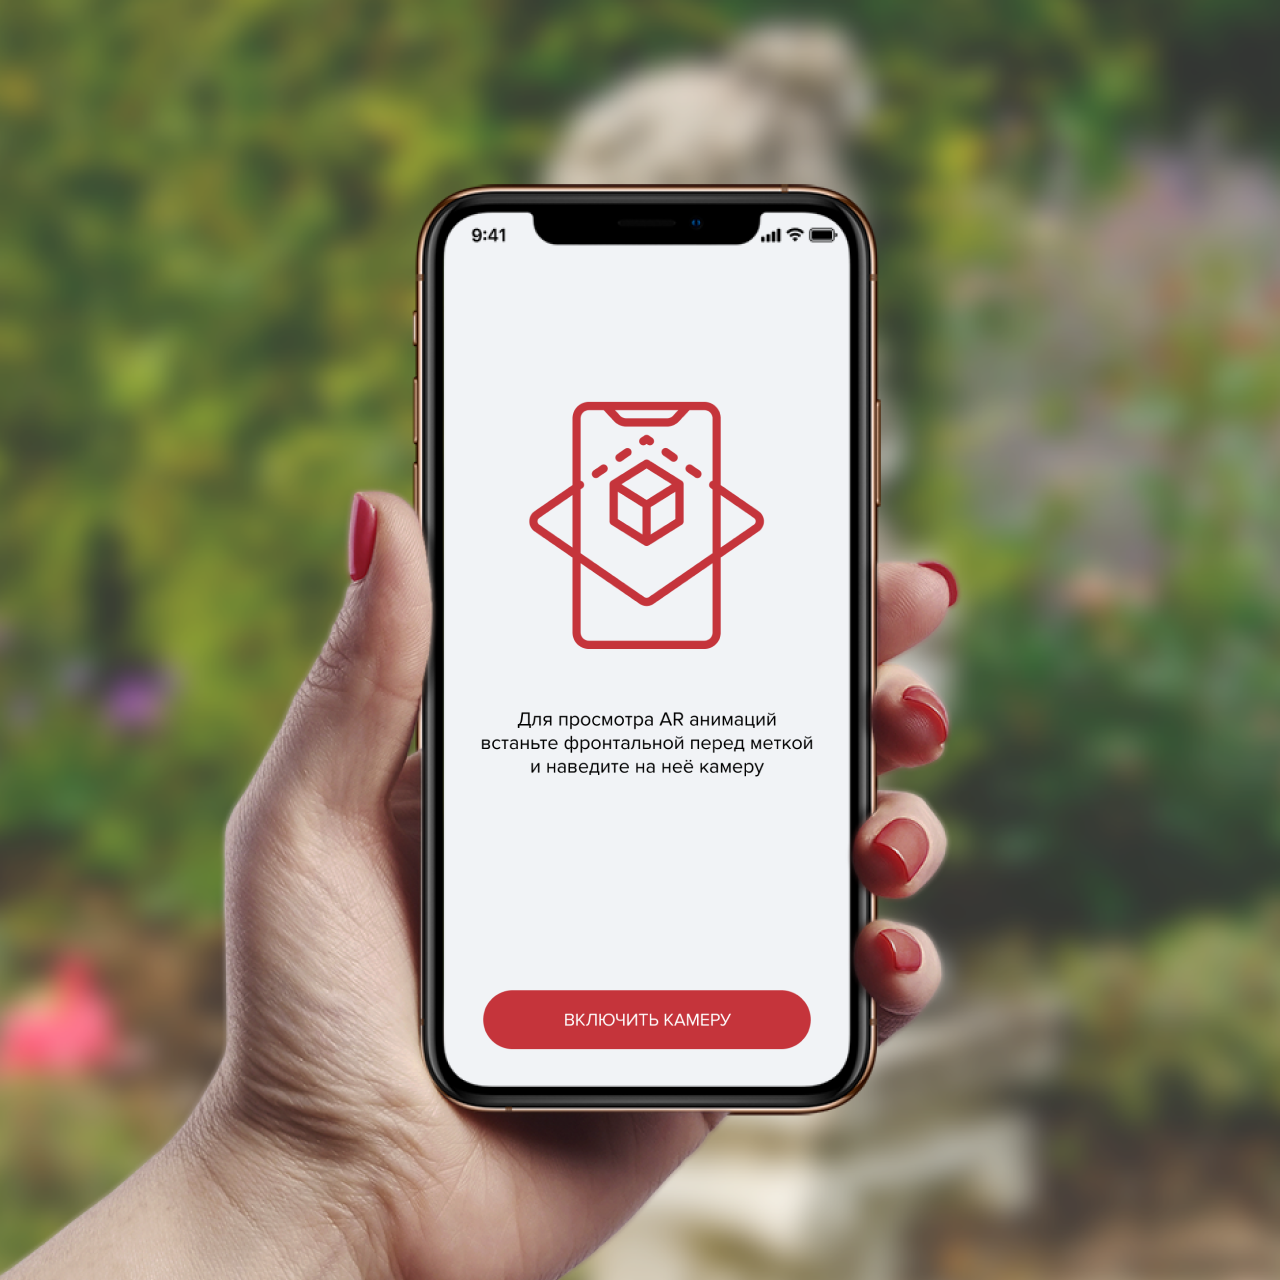 9:41
Для просмотра AR анимаций
встаньте фронтальной перед меткой
и наведите на неё камеру
ВКЛЮЧИТЬ КАМЕРУ